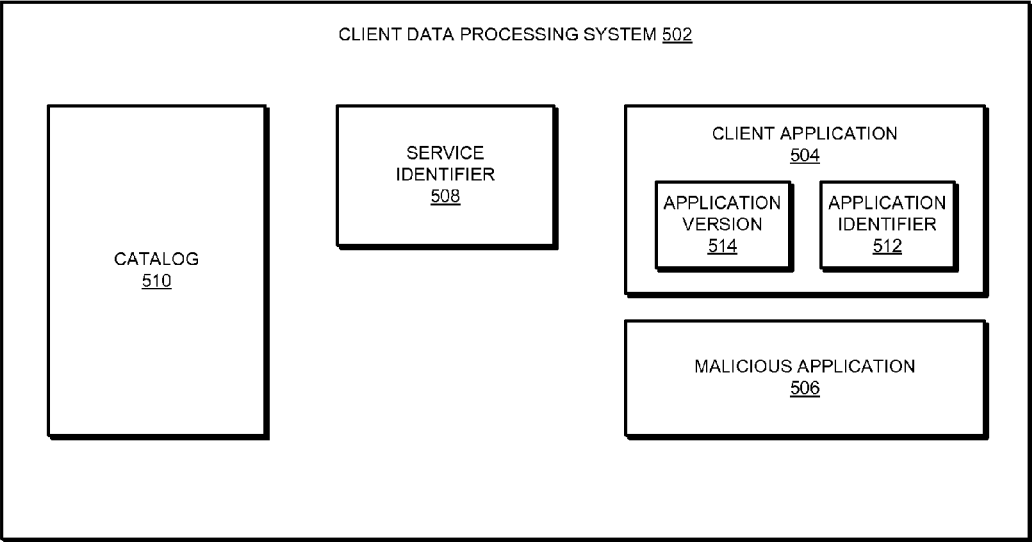 CLIENT DATA PROCESSING SYSTEM 502
CATALOG
510
SERVICE
IDENTIFIER
508
CLIENT APPLICATION
504
APPLICATION
VERSION
514
APPLICATION
IDENTIFIER
512
MALICIOUS APPLICATION
506